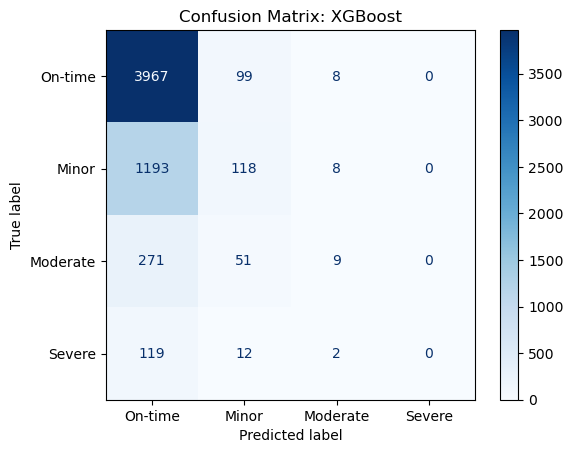 Confusion Matrix: XGBoost
True label
On-time 3967 99 8 0
Minor 1193 118 8 0
Moderate 271 51 9 0
Severe 119 12 2 0
On-time Minor Moderate Severe
Predicted label
3500
3000
2500
2000
1500
1000
500
0